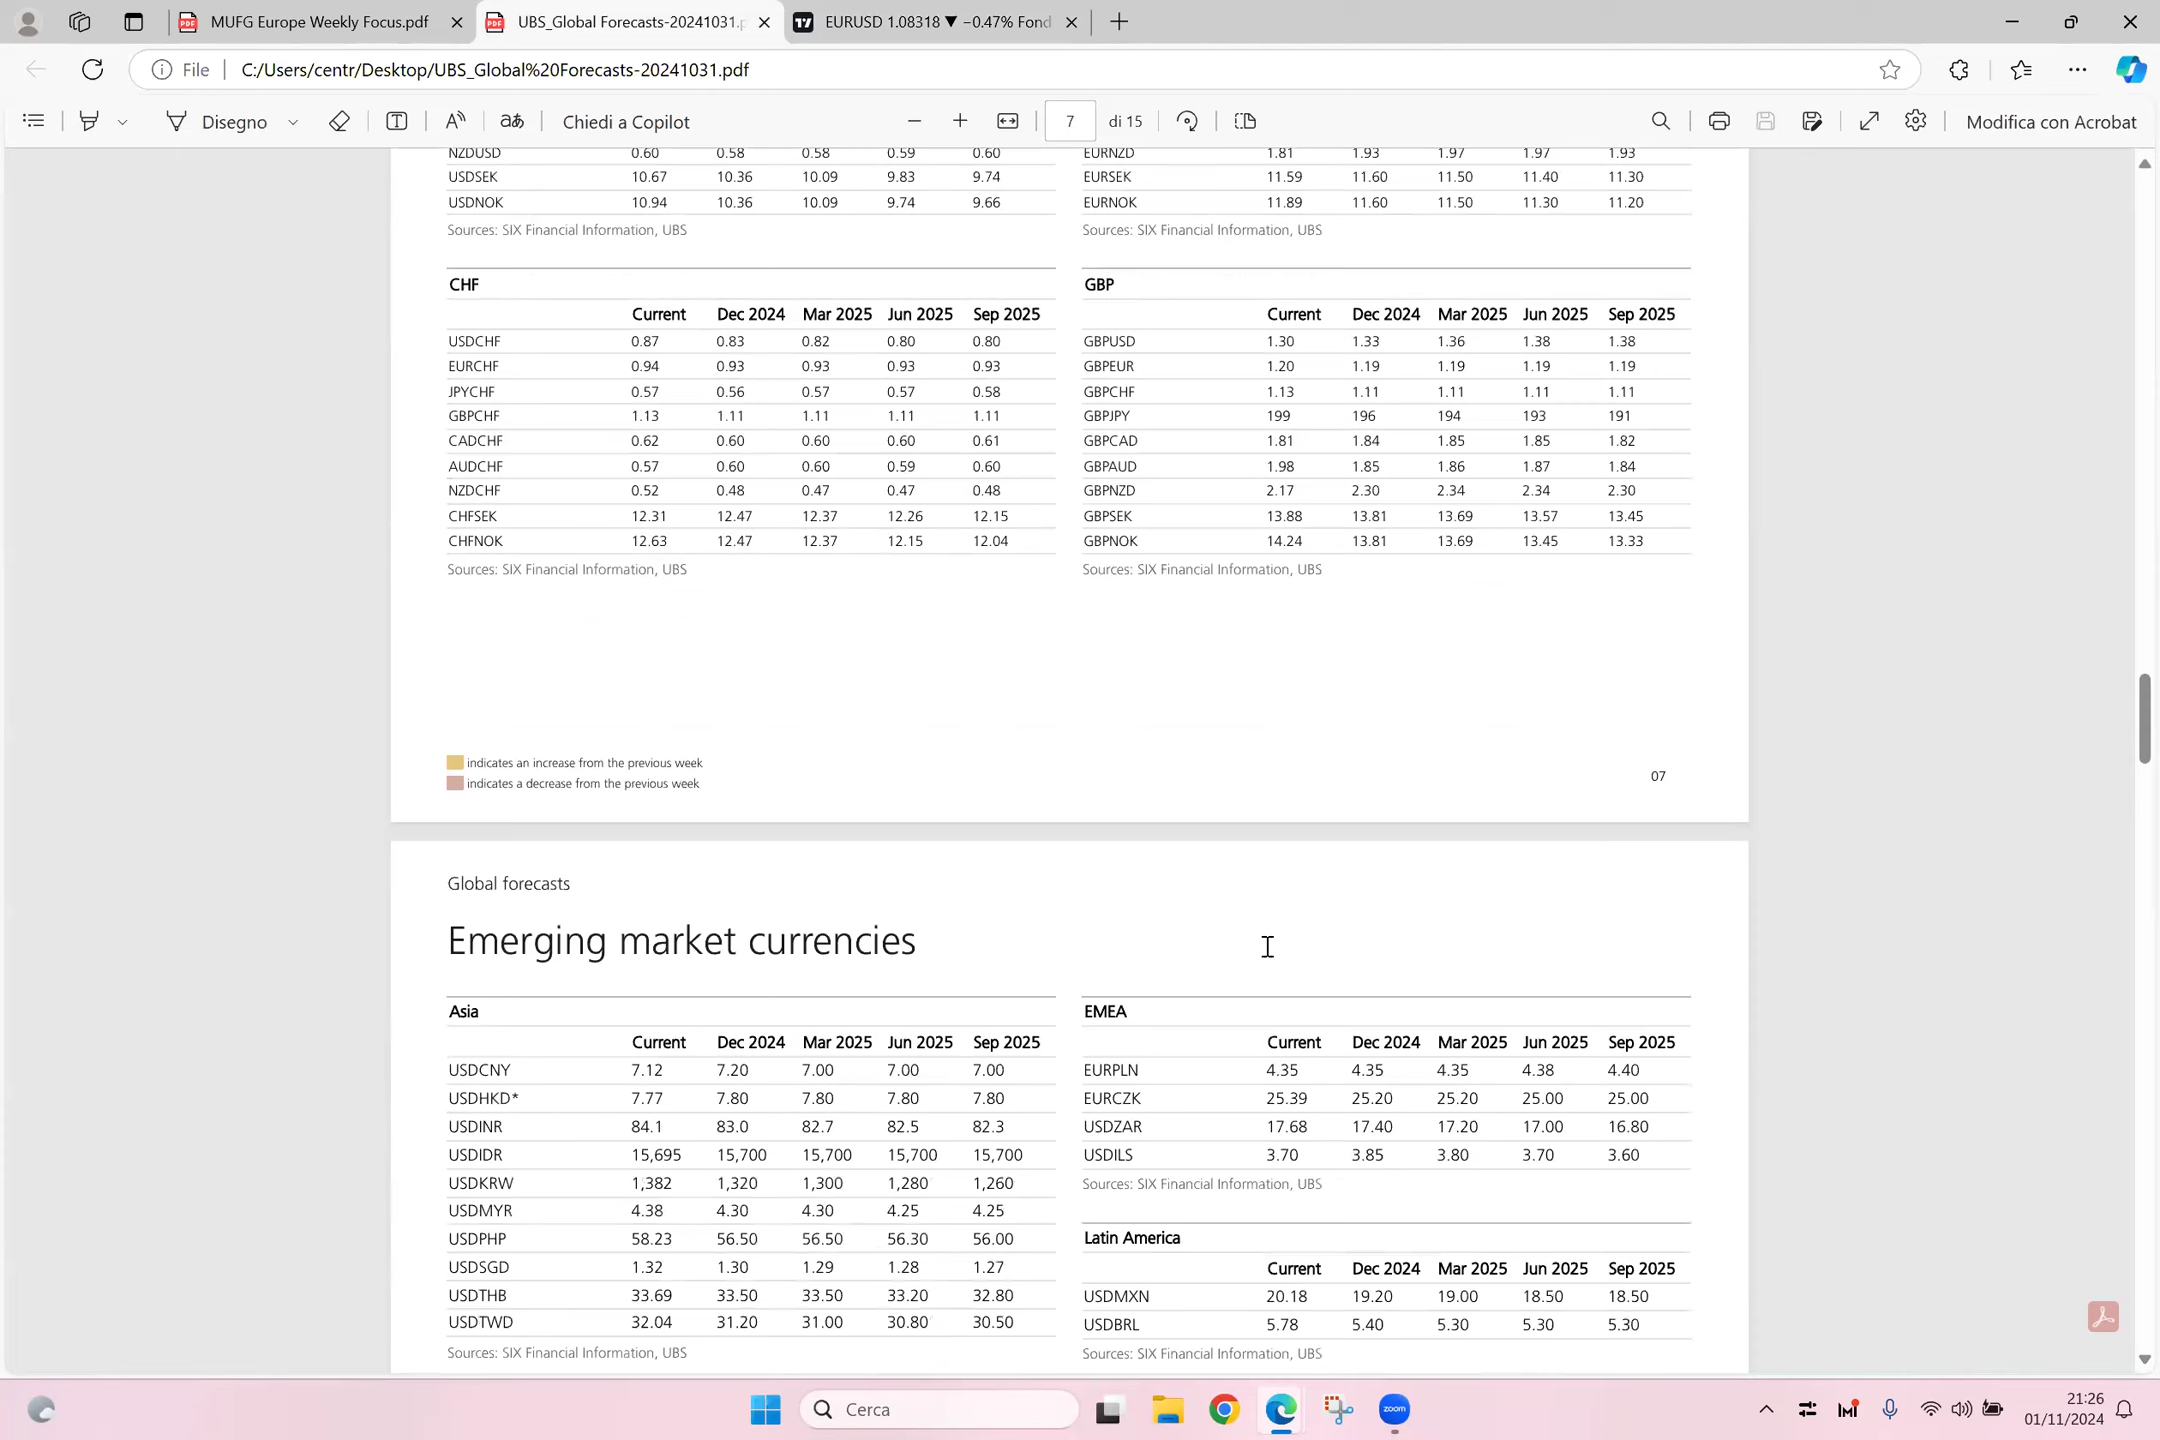 MUFG Europe Weekly Focus.pdf
UBS_Global Forecasts-20241031.p
EURUSD 1.08318 ▼ −0.47% Fond
File
C:/Users/centr/Desktop/UBS_Global%20Forecasts-20241031.pdf
Disegno
Chiedi a Copilot
7 di 15
Modifica con Acrobat
NZDUSD 0.60 0.58 0.58 0.59 0.60
USDSEK 10.67 10.36 10.09 9.83 9.74
USDNOK 10.94 10.36 10.09 9.74 9.66
Sources: SIX Financial Information, UBS
EURNZD 1.81 1.93 1.97 1.97 1.93
EURSEK 11.59 11.60 11.50 11.40 11.30
EURNOK 11.89 11.60 11.50 11.30 11.20
Sources: SIX Financial Information, UBS
CHF
Current Dec 2024 Mar 2025 Jun 2025 Sep 2025
USDCHF 0.87 0.83 0.82 0.80 0.80
EURCHF 0.94 0.93 0.93 0.93 0.93
JPYCHF 0.57 0.56 0.57 0.57 0.58
GBPCHF 1.13 1.11 1.11 1.11 1.11
CADCHF 0.62 0.60 0.60 0.60 0.61
AUDCHF 0.57 0.60 0.60 0.59 0.60
NZDCHF 0.52 0.48 0.47 0.47 0.48
CHFSEK 12.31 12.47 12.37 12.26 12.15
CHFNOK 12.63 12.47 12.37 12.15 12.04
Sources: SIX Financial Information, UBS
GBP
Current Dec 2024 Mar 2025 Jun 2025 Sep 2025
GBPUSD 1.30 1.33 1.36 1.38 1.38
GBPEUR 1.20 1.19 1.19 1.19 1.19
GBPCHF 1.13 1.11 1.11 1.11 1.11
GBPJPY 199 196 194 193 191
GBPCAD 1.81 1.84 1.85 1.85 1.82
GBPAUD 1.98 1.85 1.86 1.87 1.84
GBPNZD 2.17 2.30 2.34 2.34 2.30
GBPSEK 13.88 13.81 13.69 13.57 13.45
GBPNOK 14.24 13.81 13.69 13.45 13.33
Sources: SIX Financial Information, UBS
indicates an increase from the previous week
indicates a decrease from the previous week
07
Global forecasts
Emerging market currencies
Asia
Current Dec 2024 Mar 2025 Jun 2025 Sep 2025
USDCNY 7.12 7.20 7.00 7.00 7.00
USDHKD* 7.77 7.80 7.80 7.80 7.80
USDINR 84.1 83.0 82.7 82.5 82.3
USDIDR 15,695 15,700 15,700 15,700 15,700
USDKRW 1,382 1,320 1,300 1,280 1,260
USDMYR 4.38 4.30 4.30 4.25 4.25
USDPHP 58.23 56.50 56.50 56.30 56.00
USDSGD 1.32 1.30 1.29 1.28 1.27
USDTHB 33.69 33.50 33.50 33.20 32.80
USDTWD 32.04 31.20 31.00 30.80 30.50
Sources: SIX Financial Information, UBS
EMEA
Current Dec 2024 Mar 2025 Jun 2025 Sep 2025
EURPLN 4.35 4.35 4.35 4.38 4.40
EURCZK 25.39 25.20 25.20 25.00 25.00
USDZAR 17.68 17.40 17.20 17.00 16.80
USDILS 3.70 3.85 3.80 3.70 3.60
Sources: SIX Financial Information, UBS
Latin America
Current Dec 2024 Mar 2025 Jun 2025 Sep 2025
USDMXN 20.18 19.20 19.00 18.50 18.50
USDBRL 5.78 5.40 5.30 5.30 5.30
Sources: SIX Financial Information, UBS
Cerca
zoom
21:26
01/11/2024